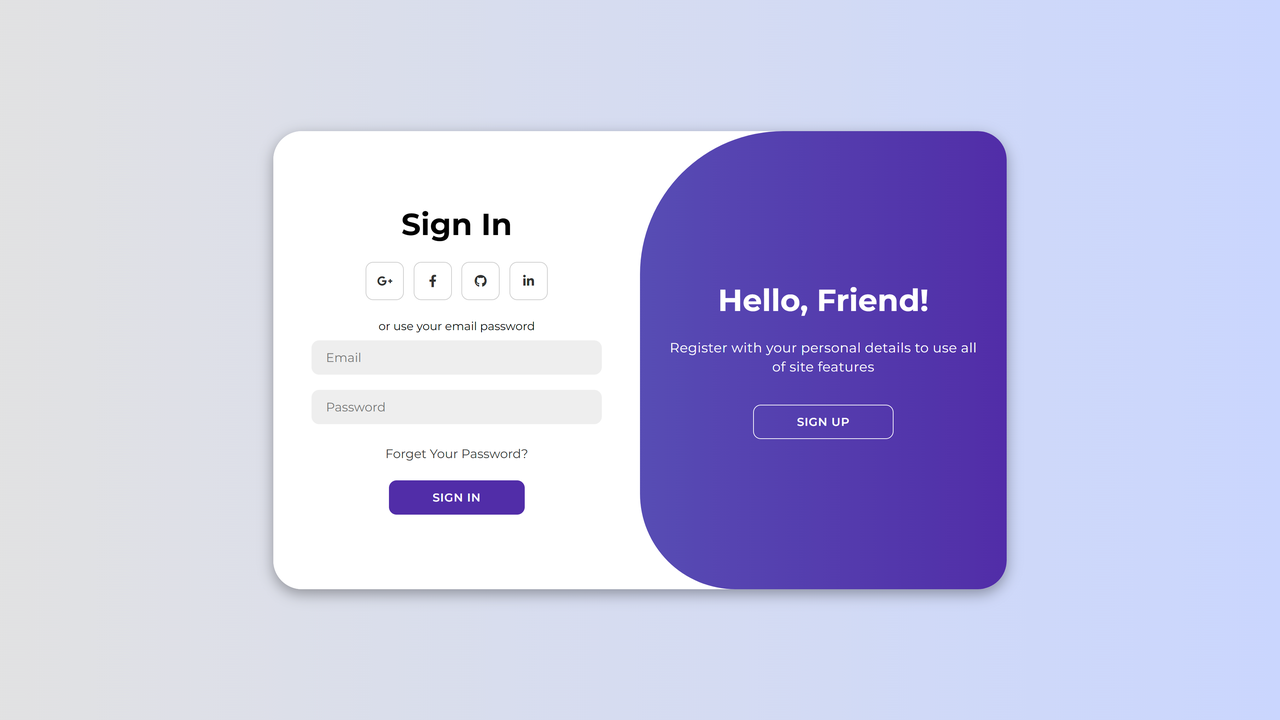 Sign In
G+
f
in
or use your email password
Email
Password
Forget Your Password?
SIGN IN
Hello, Friend!
Register with your personal details to use all
of site features
SIGN UP